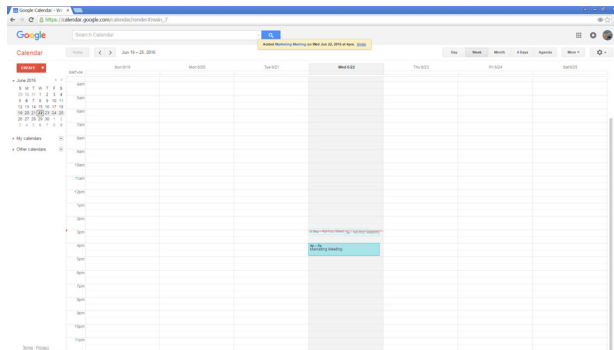 Google Calendar - We
https://calendar.google.com/calendar/render#main_7
Google
Search Calendar
Added Marketing Meeting on Wed Jun 22, 2016 at 4pm. Undo
Calendar
Today
Jun 19 – 25, 2016
Day
Week
Month
4 Days
Agenda
More
CREATE
Sun 6/19
Mon 6/20
Tue 6/21
Wed 6/22
Thu 6/23
Fri 6/24
Sat 6/25
June 2016
S M T W T F S
29 30 31 1 2 3 4
5 6 7 8 9 10 11
12 13 14 15 16 17 18
19 20 21 22 23 24 25
26 27 28 29 30 1 2
3 4 5 6 7 8 9
My calendars
Other calendars
4am
5am
6am
7am
8am
9am
10am
11am
12pm
1pm
2pm
3pm
4pm
4p – 5p
Marketing Meeting
5pm
6pm
7pm
8pm
9pm
10pm
11pm
Terms - Privacy